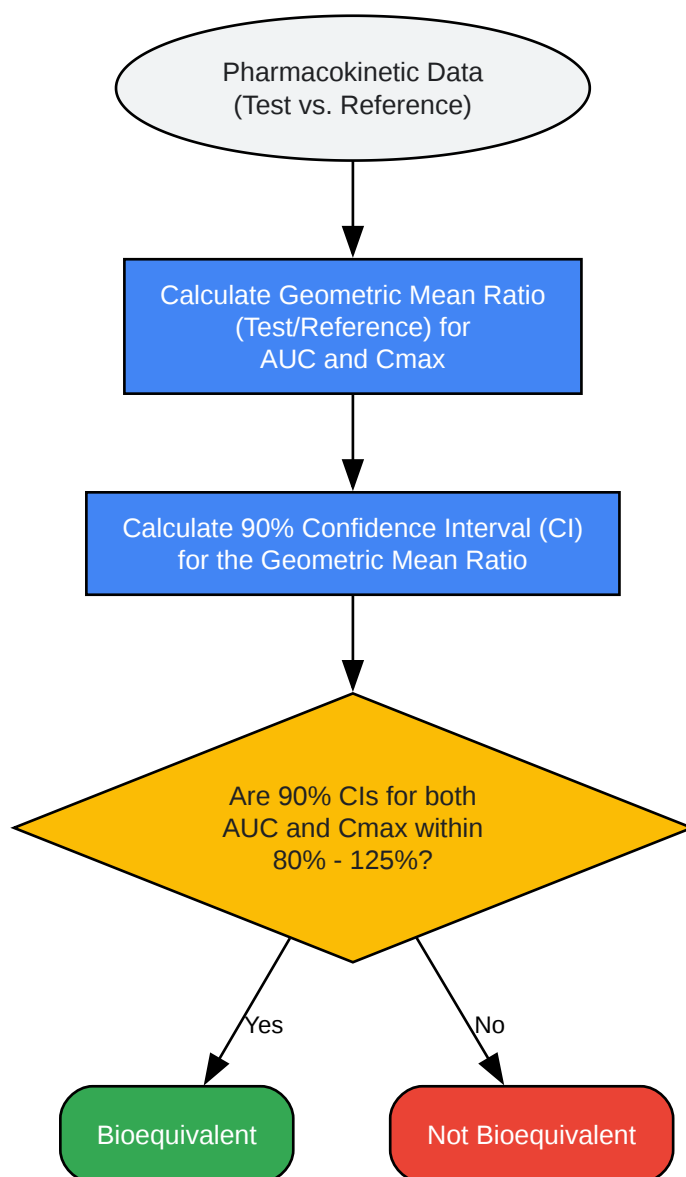 Pharmacokinetic Data
(Test vs. Reference)
Calculate Geometric Mean Ratio
(Test/Reference) for
AUC and Cmax
Calculate 90% Confidence Interval (CI)
for the Geometric Mean Ratio
Are 90% CIs for both
AUC and Cmax within
80% - 125%?
Yes
No
Bioequivalent
Not Bioequivalent